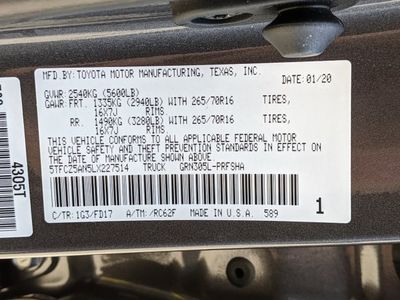 MFD.BY:TOYOTA MOTOR MANUFACTURING, TEXAS, INC.
DATE: 01/20
GVWR: 2540KG (5600LB)
GAWR: FRT. 1335KG (2940LB) WITH 265/70R16 TIRES,
16X7J RIMS
RR. 1490KG (3280LB) WITH 265/70R16 TIRES,
16X7J RIMS
THIS VEHICLE CONFORMS TO ALL APPLICABLE FEDERAL MOTOR
VEHICLE SAFETY AND THEFT PREVENTION STANDARDS IN EFFECT
ON THE DATE OF MANUFACTURE SHOWN ABOVE.
5TFCZ5AN5LX227514 TRUCK GRN305L-PRFSHA
C/TR: 1G3/FD17 A/TM: /RC62F MADE IN U.S.A. 589
1
4305T